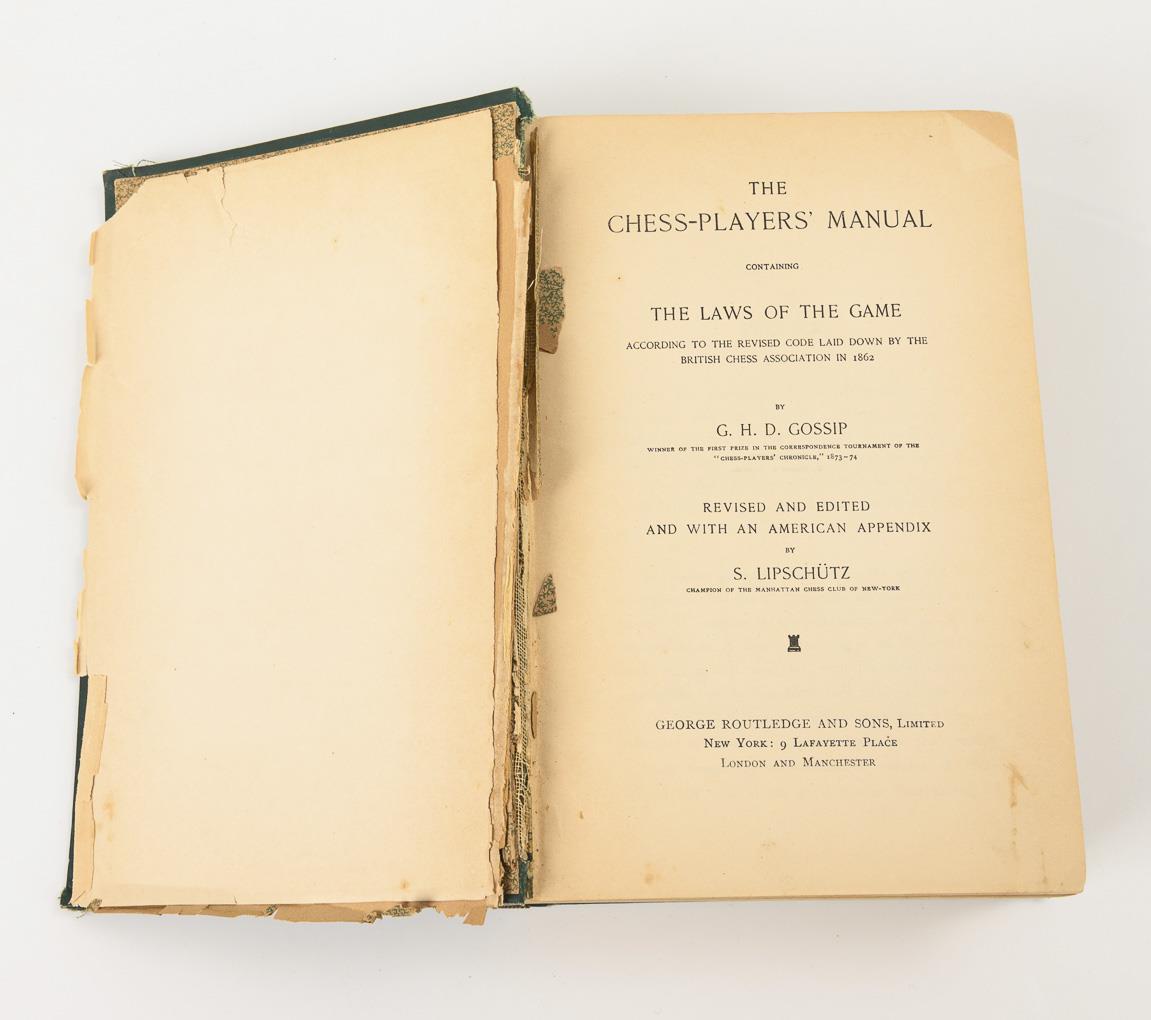 THE
CHESS-PLAYERS' MANUAL
CONTAINING
THE LAWS OF THE GAME
ACCORDING TO THE REVISED CODE LAID DOWN BY THE
BRITISH CHESS ASSOCIATION IN 1862
BY
G. H. D. GOSSIP
WINNER OF THE FIRST PRIZE IN THE CORRESPONDENCE TOURNAMENT OF THE
"CHESS-PLAYERS' CHRONICLE," 1873-74
REVISED AND EDITED
AND WITH AN AMERICAN APPENDIX
BY
S. LIPSCHÜTZ
CHAMPION OF THE MANHATTAN CHESS CLUB OF NEW-YORK
GEORGE ROUTLEDGE AND SONS, LIMITED
NEW YORK: 9 LAFAYETTE PLACE
LONDON AND MANCHESTER